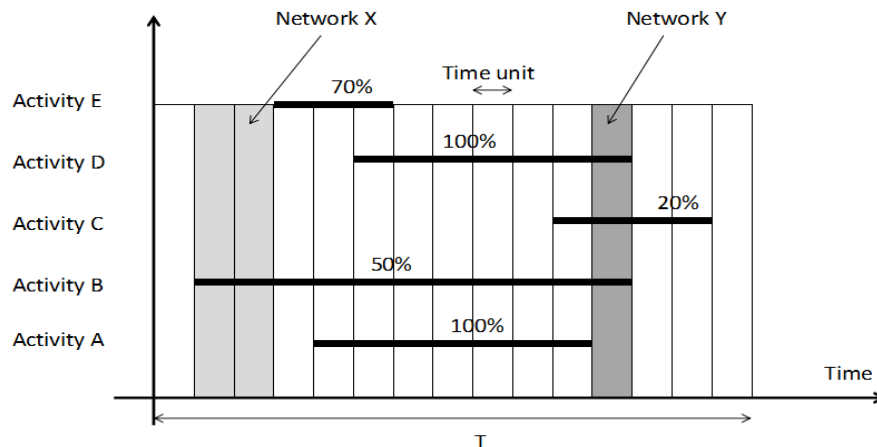 Network X
Network Y
Time unit
Activity E
70%
Activity D
100%
Activity C
20%
Activity B
50%
Activity A
100%
Time
T